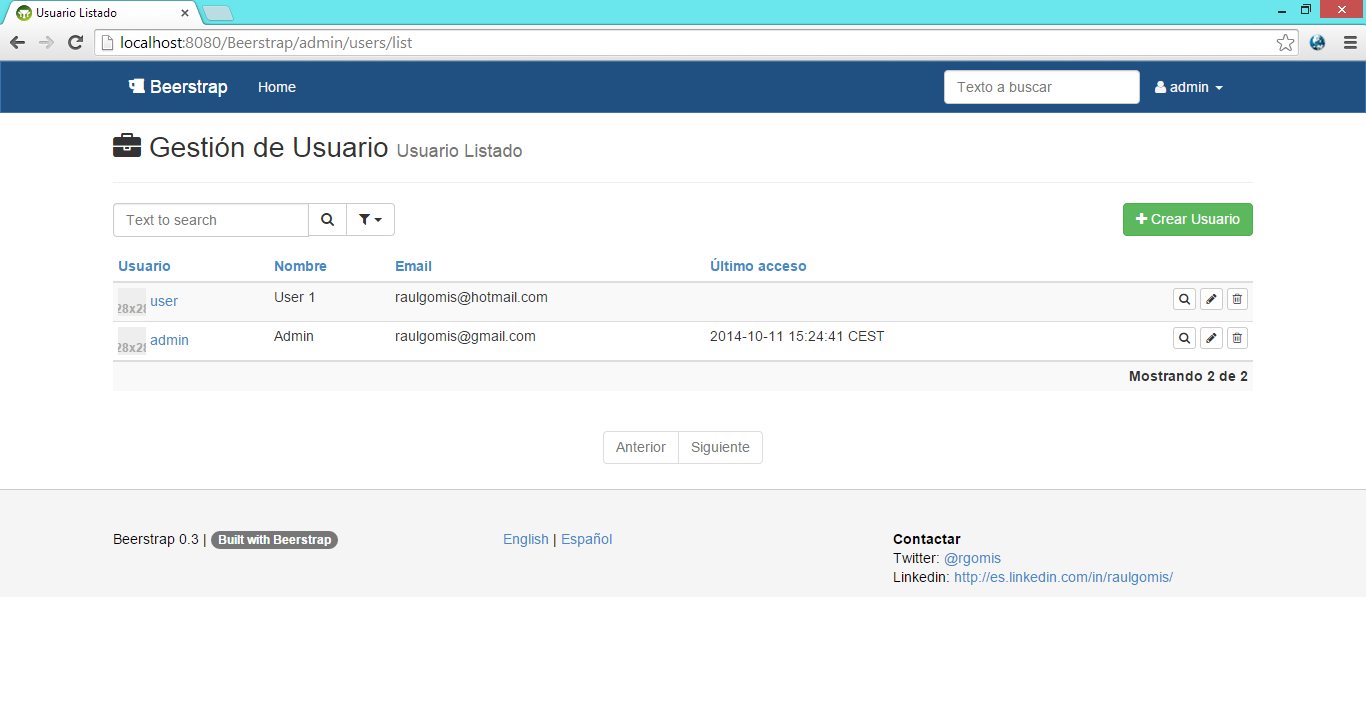 Usuario Listado
localhost:8080/Beerstrap/admin/users/list
Beerstrap Home Texto a buscar admin
Gestión de Usuario Usuario Listado
Text to search Crear Usuario
Usuario Nombre Email Último acceso
28x28 user User 1 raulgomis@hotmail.com
28x28 admin Admin raulgomis@gmail.com 2014-10-11 15:24:41 CEST
Mostrando 2 de 2
Anterior Siguiente
Beerstrap 0.3 | Built with Beerstrap English | Español Contactar
Twitter: @rgomis
Linkedin: http://es.linkedin.com/in/raulgomis/